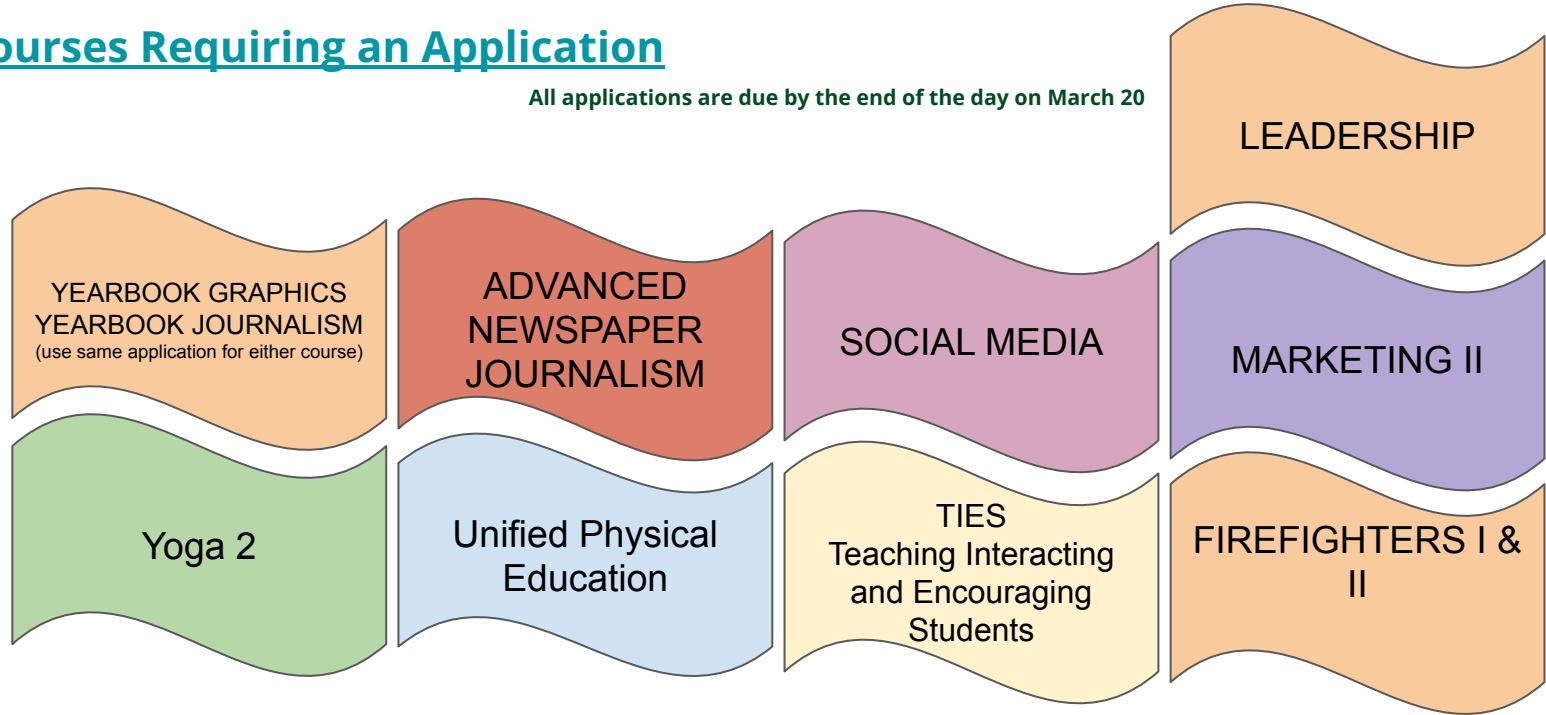 ourses Requiring an Application
All applications are due by the end of the day on March 20
LEADERSHIP
YEARBOOK GRAPHICS
YEARBOOK JOURNALISM
(use same application for either course)
ADVANCED
NEWSPAPER
JOURNALISM
SOCIAL MEDIA
MARKETING II
Yoga 2
Unified Physical
Education
TIES
Teaching Interacting
and Encouraging
Students
FIREFIGHTERS I &
II